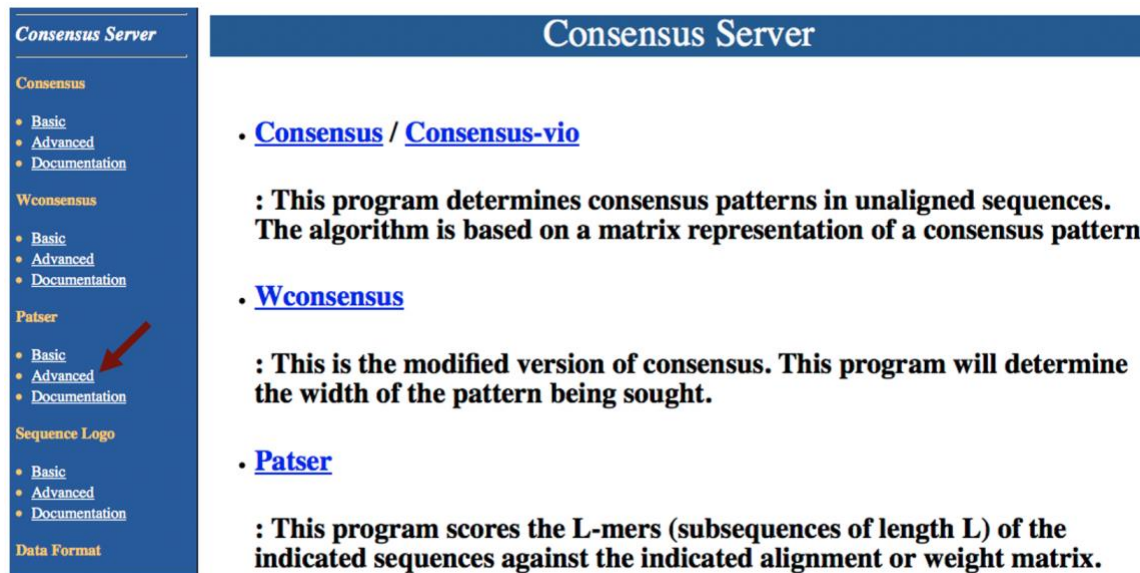 Consensus Server
Consensus
Basic
Advanced
Documentation
Wconsensus
Basic
Advanced
Documentation
Patser
Basic
Advanced
Documentation
Sequence Logo
Basic
Advanced
Documentation
Data Format
Consensus Server
Consensus / Consensus-vio
: This program determines consensus patterns in unaligned sequences.
The algorithm is based on a matrix representation of a consensus pattern
Wconsensus
: This is the modified version of consensus. This program will determine
the width of the pattern being sought.
Patser
: This program scores the L-mers (subsequences of length L) of the
indicated sequences against the indicated alignment or weight matrix.